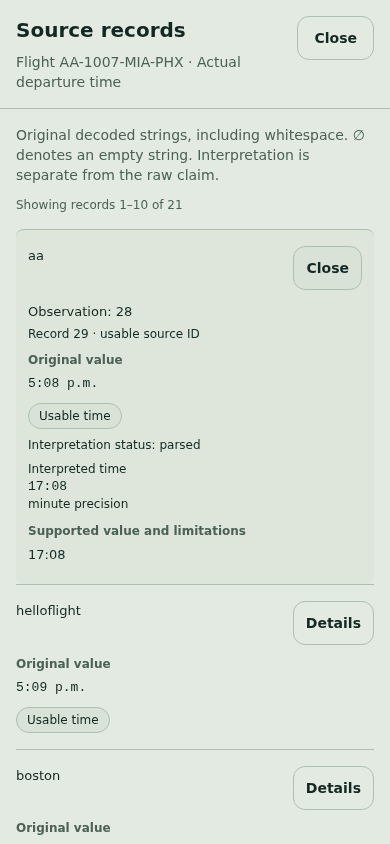 Source records
Close
Flight AA-1007-MIA-PHX · Actual
departure time
Original decoded strings, including whitespace. ∅
denotes an empty string. Interpretation is
separate from the raw claim.
Showing records 1–10 of 21
aa
Close
Observation: 28
Record 29 · usable source ID
Original value
5:08 p.m.
Usable time
Interpretation status: parsed
Interpreted time
17:08
minute precision
Supported value and limitations
17:08
helloflight
Details
Original value
5:09 p.m.
Usable time
boston
Details
Original value